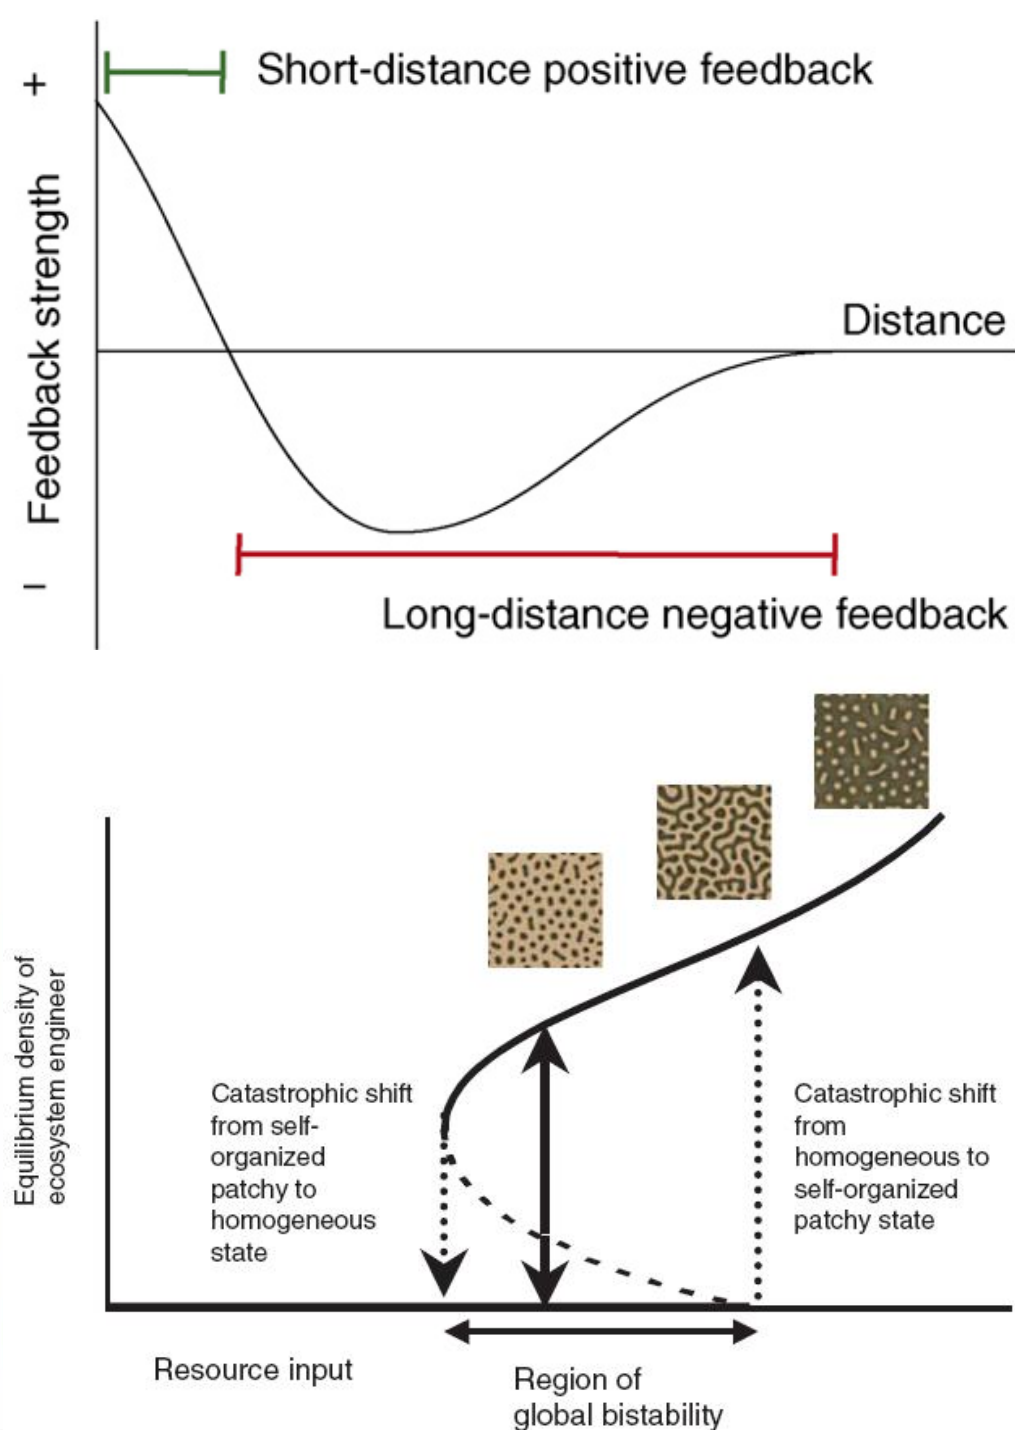 +
Short-distance positive feedback
Feedback strength
Distance
–
Long-distance negative feedback
Equilibrium density of
ecosystem engineer
Catastrophic shift
from self-
organized
patchy to
homogeneous
state
Catastrophic shift
from
homogeneous to
self-organized
patchy state
Resource input
Region of
global bistability